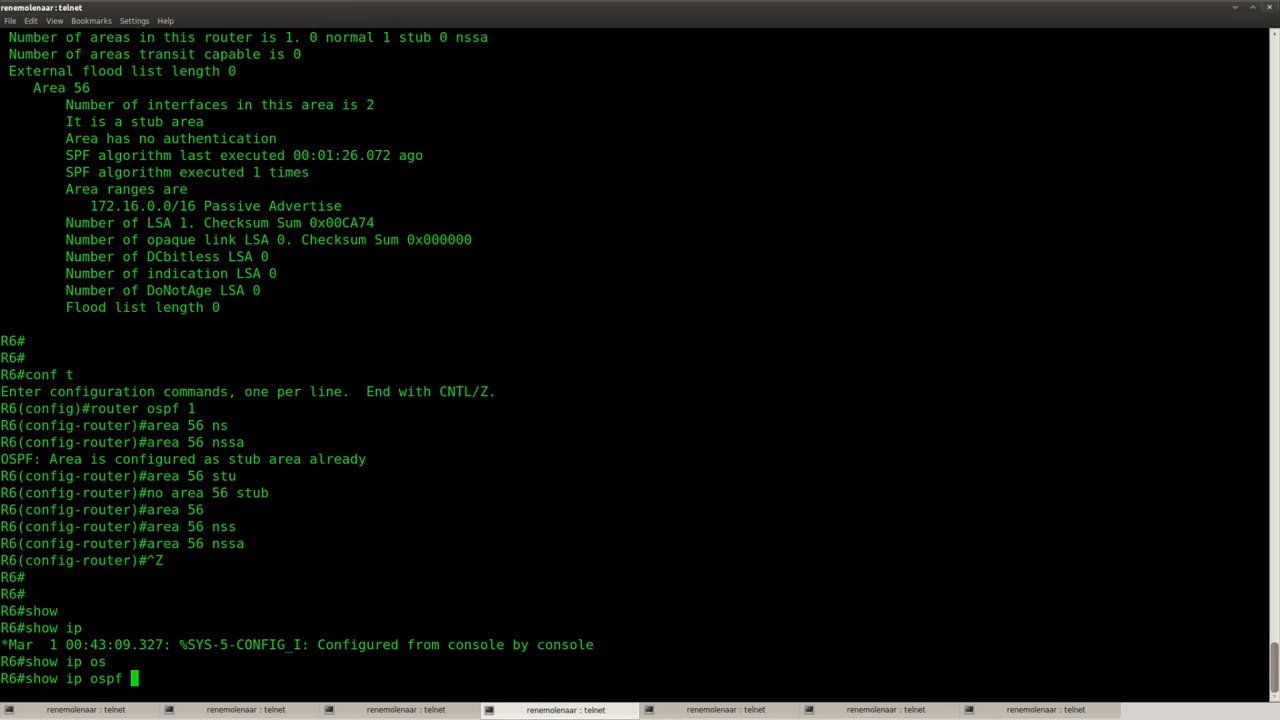 renemolenaar : telnet
File Edit View Bookmarks Settings Help
Number of areas in this router is 1. 0 normal 1 stub 0 nssa
Number of areas transit capable is 0
External flood list length 0
Area 56
Number of interfaces in this area is 2
It is a stub area
Area has no authentication
SPF algorithm last executed 00:01:26.072 ago
SPF algorithm executed 1 times
Area ranges are
172.16.0.0/16 Passive Advertise
Number of LSA 1. Checksum Sum 0x00CA74
Number of opaque link LSA 0. Checksum Sum 0x000000
Number of DCbitless LSA 0
Number of indication LSA 0
Number of DoNotAge LSA 0
Flood list length 0
R6#
R6#
R6#conf t
Enter configuration commands, one per line.  End with CNTL/Z.
R6(config)#router ospf 1
R6(config-router)#area 56 ns
R6(config-router)#area 56 nssa
OSPF: Area is configured as stub area already
R6(config-router)#area 56 stu
R6(config-router)#no area 56 stub
R6(config-router)#area 56
R6(config-router)#area 56 nss
R6(config-router)#area 56 nssa
R6(config-router)#^Z
R6#
R6#
R6#show
R6#show ip
*Mar  1 00:43:09.327: %SYS-5-CONFIG_I: Configured from console by console
R6#show ip os
R6#show ip ospf
renemolenaar : telnet renemolenaar : telnet renemolenaar : telnet renemolenaar : telnet renemolenaar : telnet renemolenaar : telnet renemolenaar : telnet